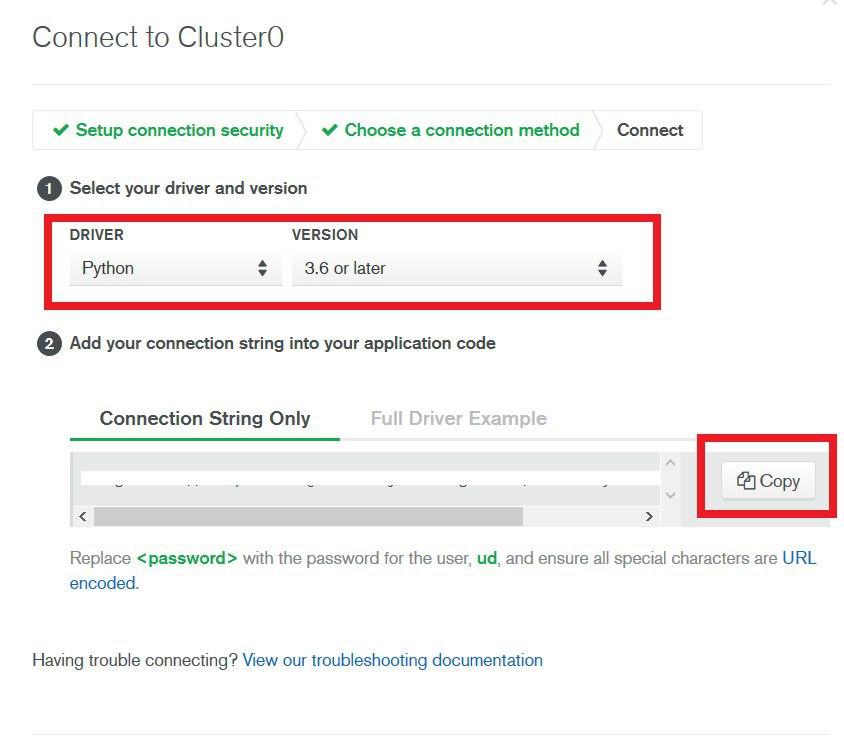 Connect to Cluster0
Setup connection security
Choose a connection method
Connect
1 Select your driver and version
DRIVER
VERSION
Python
3.6 or later
2 Add your connection string into your application code
Connection String Only
Full Driver Example
Copy
Replace <password> with the password for the user, ud, and ensure all special characters are URL
encoded.
Having trouble connecting? View our troubleshooting documentation